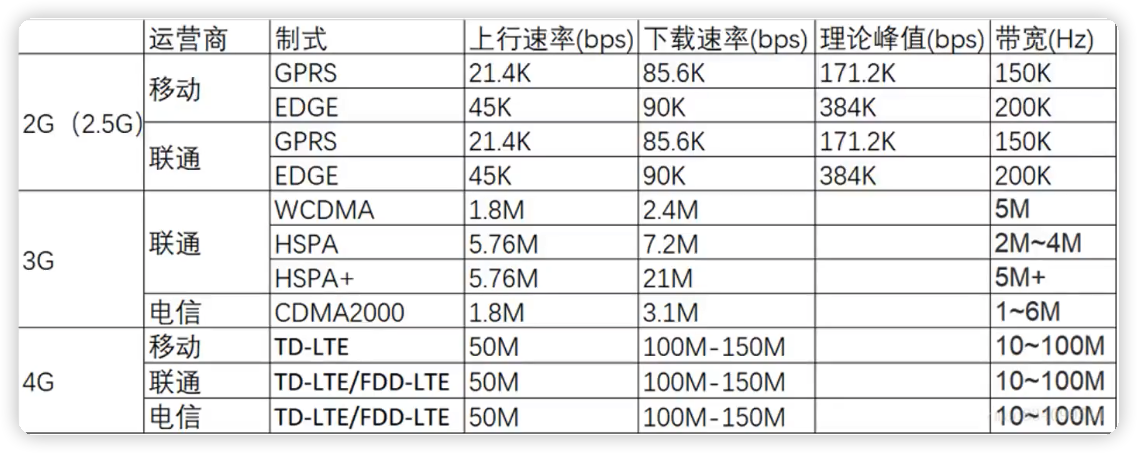 运营商 制式 上行速率(bps) 下载速率(bps) 理论峰值(bps) 带宽(Hz)
2G（2.5G） 移动 GPRS 21.4K 85.6K 171.2K 150K
EDGE 45K 90K 384K 200K
联通 GPRS 21.4K 85.6K 171.2K 150K
EDGE 45K 90K 384K 200K
3G 联通 WCDMA 1.8M 2.4M 5M
HSPA 5.76M 7.2M 2M~4M
HSPA+ 5.76M 21M 5M+
电信 CDMA2000 1.8M 3.1M 1~6M
4G 移动 TD-LTE 50M 100M-150M 10~100M
联通 TD-LTE/FDD-LTE 50M 100M-150M 10~100M
电信 TD-LTE/FDD-LTE 50M 100M-150M 10~100M